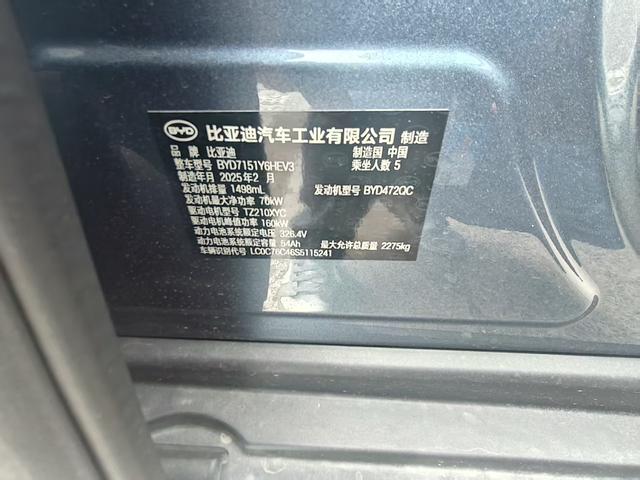 BYD 比亚迪汽车工业有限公司 制造
品 牌 比亚迪 制造国 中国
整车型号 BYD7151Y6HEV3 乘坐人数 5
制造年月 2025年2 月
发动机排量 1498mL 发动机型号 BYD472QC
发动机最大净功率 70kW
驱动电机型号 TZ210XYC
驱动电机峰值功率 160kW
动力电池系统额定电压 326.4V
动力电池系统额定容量 54Ah 最大允许总质量 2275kg
车辆识别代号 LC0C76C46S5115241